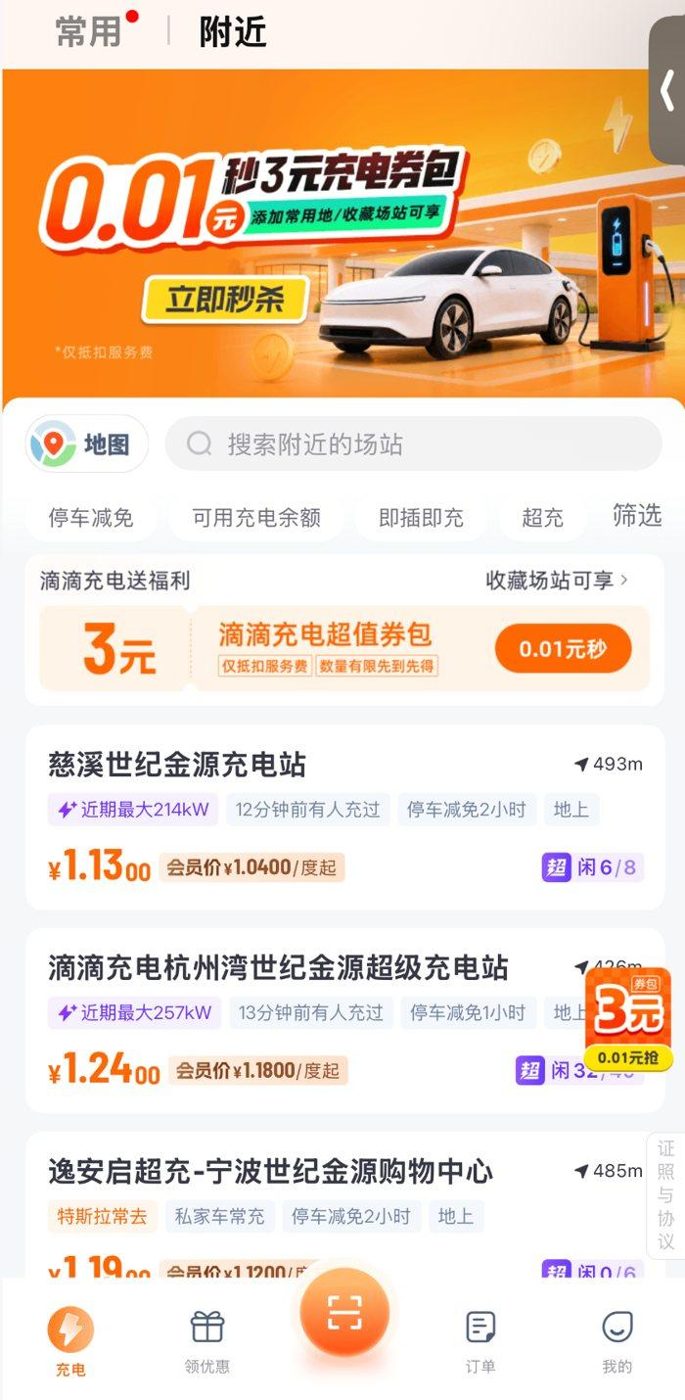 常用 附近
0.01元 秒3元充电券包
添加常用地/收藏场站可享
立即秒杀
*仅抵扣服务费
地图 搜索附近的场站
停车减免 可用充电余额 即插即充 超充 筛选
滴滴充电送福利 收藏场站可享
3元 滴滴充电超值券包 0.01元秒
仅抵扣服务费 数量有限先到先得
慈溪世纪金源充电站 493m
近期最大214kW 12分钟前有人充过 停车减免2小时 地上
¥1.1300 会员价¥1.0400/度起 超 闲6/8
滴滴充电杭州湾世纪金源超级充电站
近期最大257kW 13分钟前有人充过 停车减免1小时 地上
¥1.2400 会员价¥1.1800/度起 超 闲
券包
3元
0.01元抢
逸安启超充-宁波世纪金源购物中心 485m
特斯拉常去 私家车常充 停车减免2小时 地上
¥1.1900 会员价¥1.1200/度 超 闲0/6
证照与协议
充电 领优惠 订单 我的